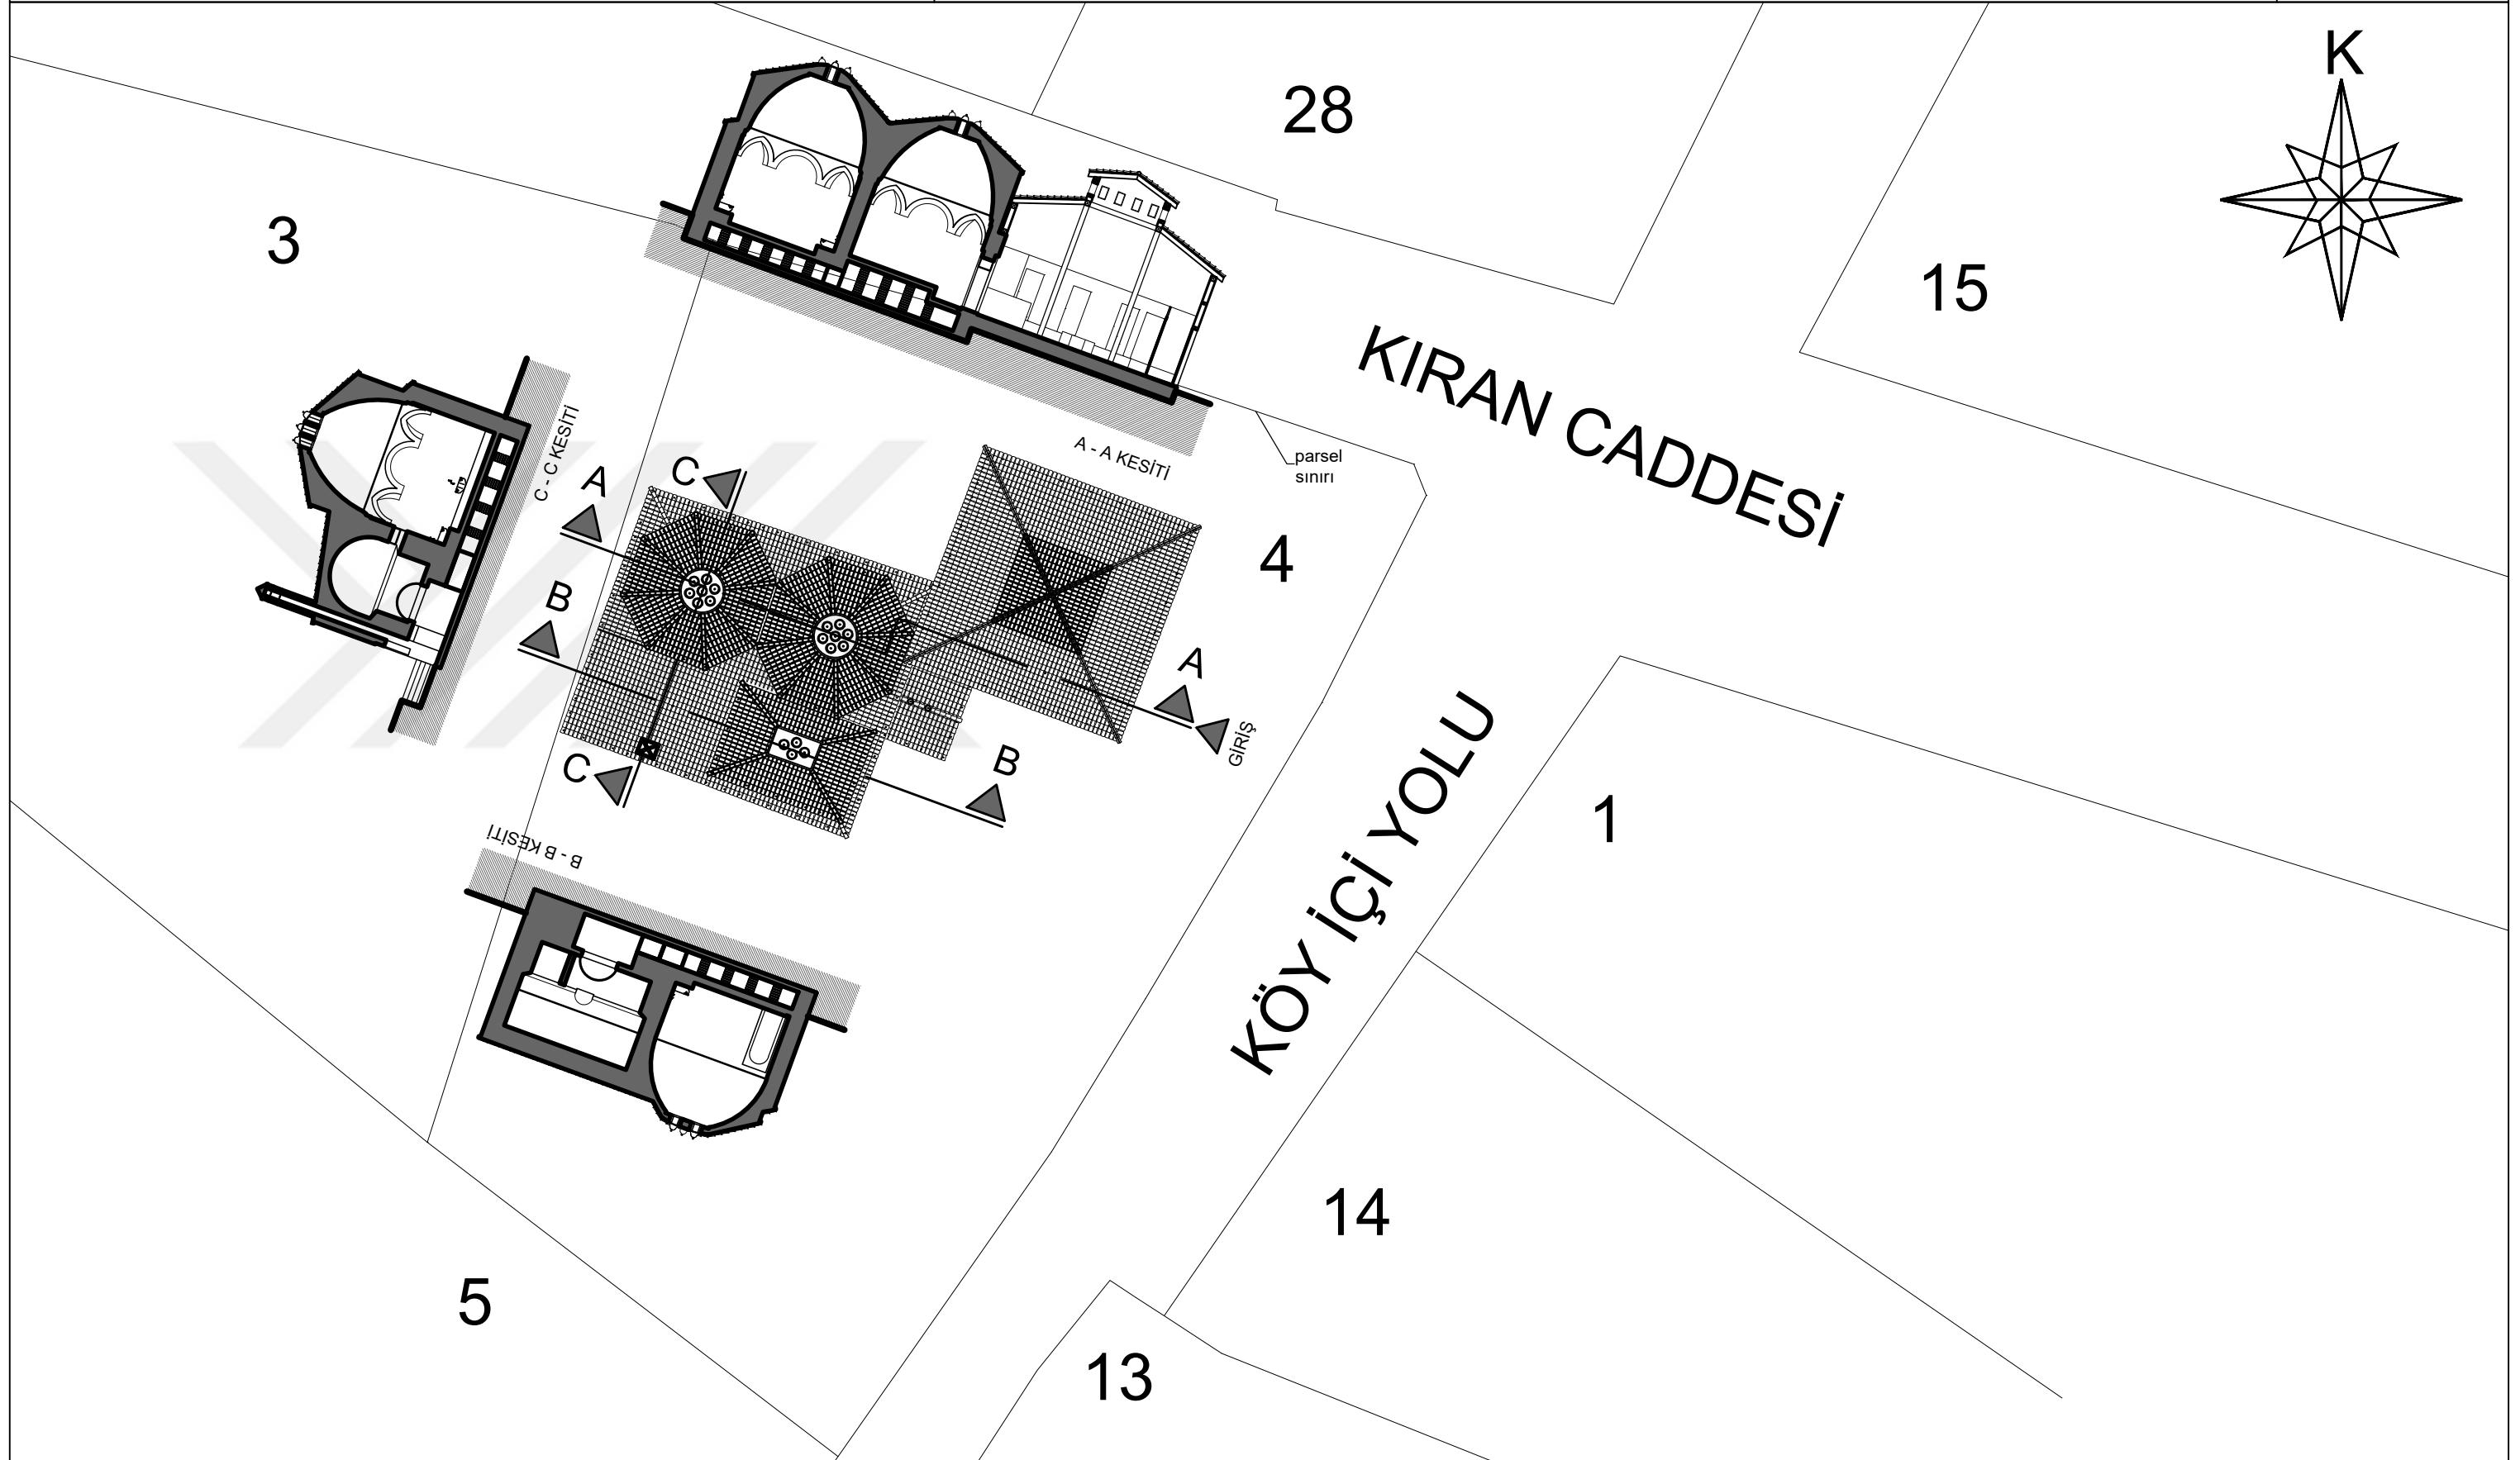 K
28
3
15
KIRAN CADDESİ
C - C KESİTİ
A - A KESİTİ
parsel
sınırı
A
C
4
B
A
GİRİŞ
B
C
KÖY İÇİ YOLU
1
B - B KESİTİ
14
5
13